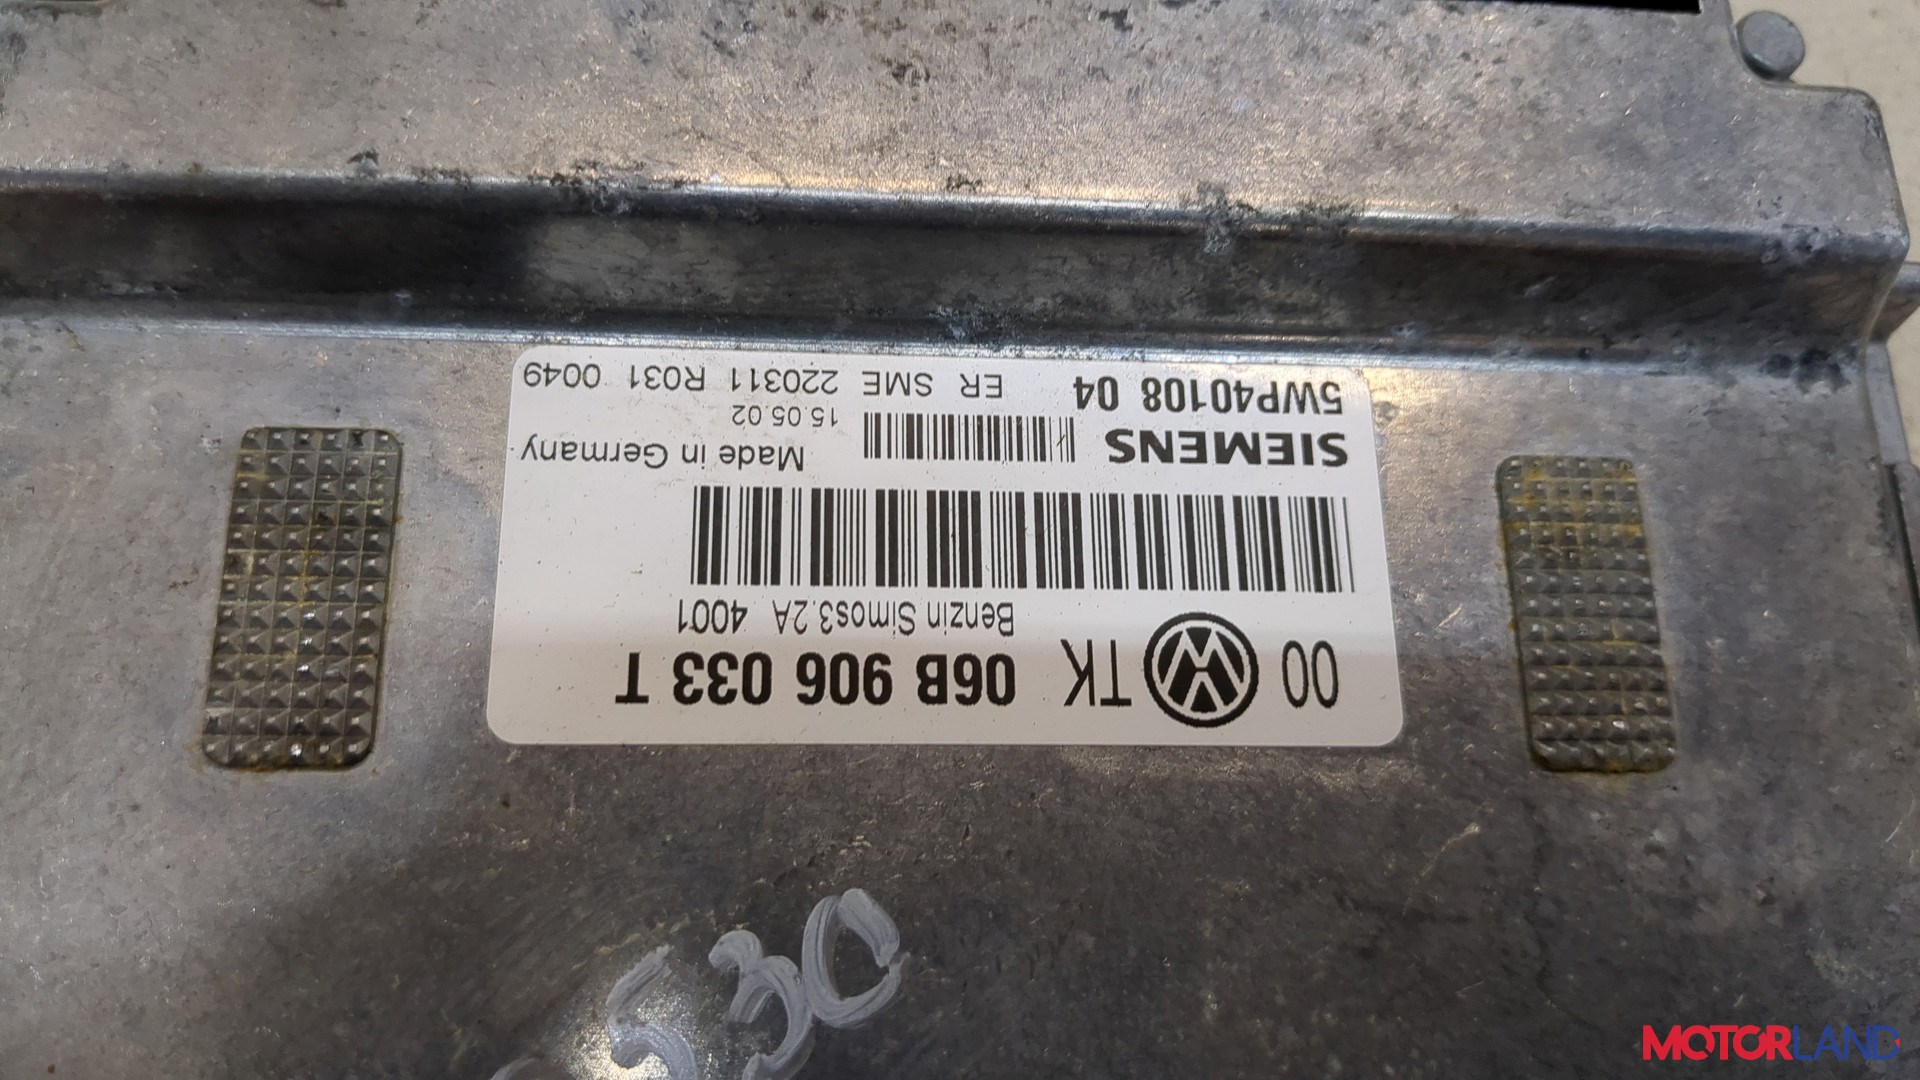 00 TK 06B 906 033 T
Benzin Simos3.2A 4001
SIEMENS Made in Germany
15.05.02
5WP40108 04 ER SME 220311 R031 0049
530
MOTORLAND